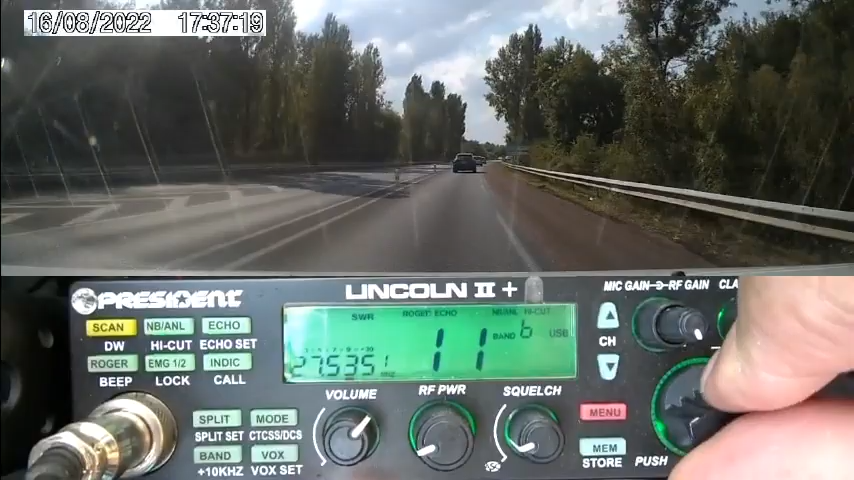 16/08/2022 17:37:19
PRESIDENT LINCOLN II + MIC GAIN RF GAIN CLA
SCAN NB/ANL ECHO
DW HI-CUT ECHO SET
ROGER EMG 1/2 INDIC
BEEP LOCK CALL
SWR ROGER ECHO NB/ANL HI-CUT
BAND b USB
27.535 1 11
CH
VOLUME RF PWR SQUELCH
SPLIT MODE
SPLIT SET CTCSS/DCS
BAND VOX
+10KHZ VOX SET
MENU
MEM
STORE PUSH